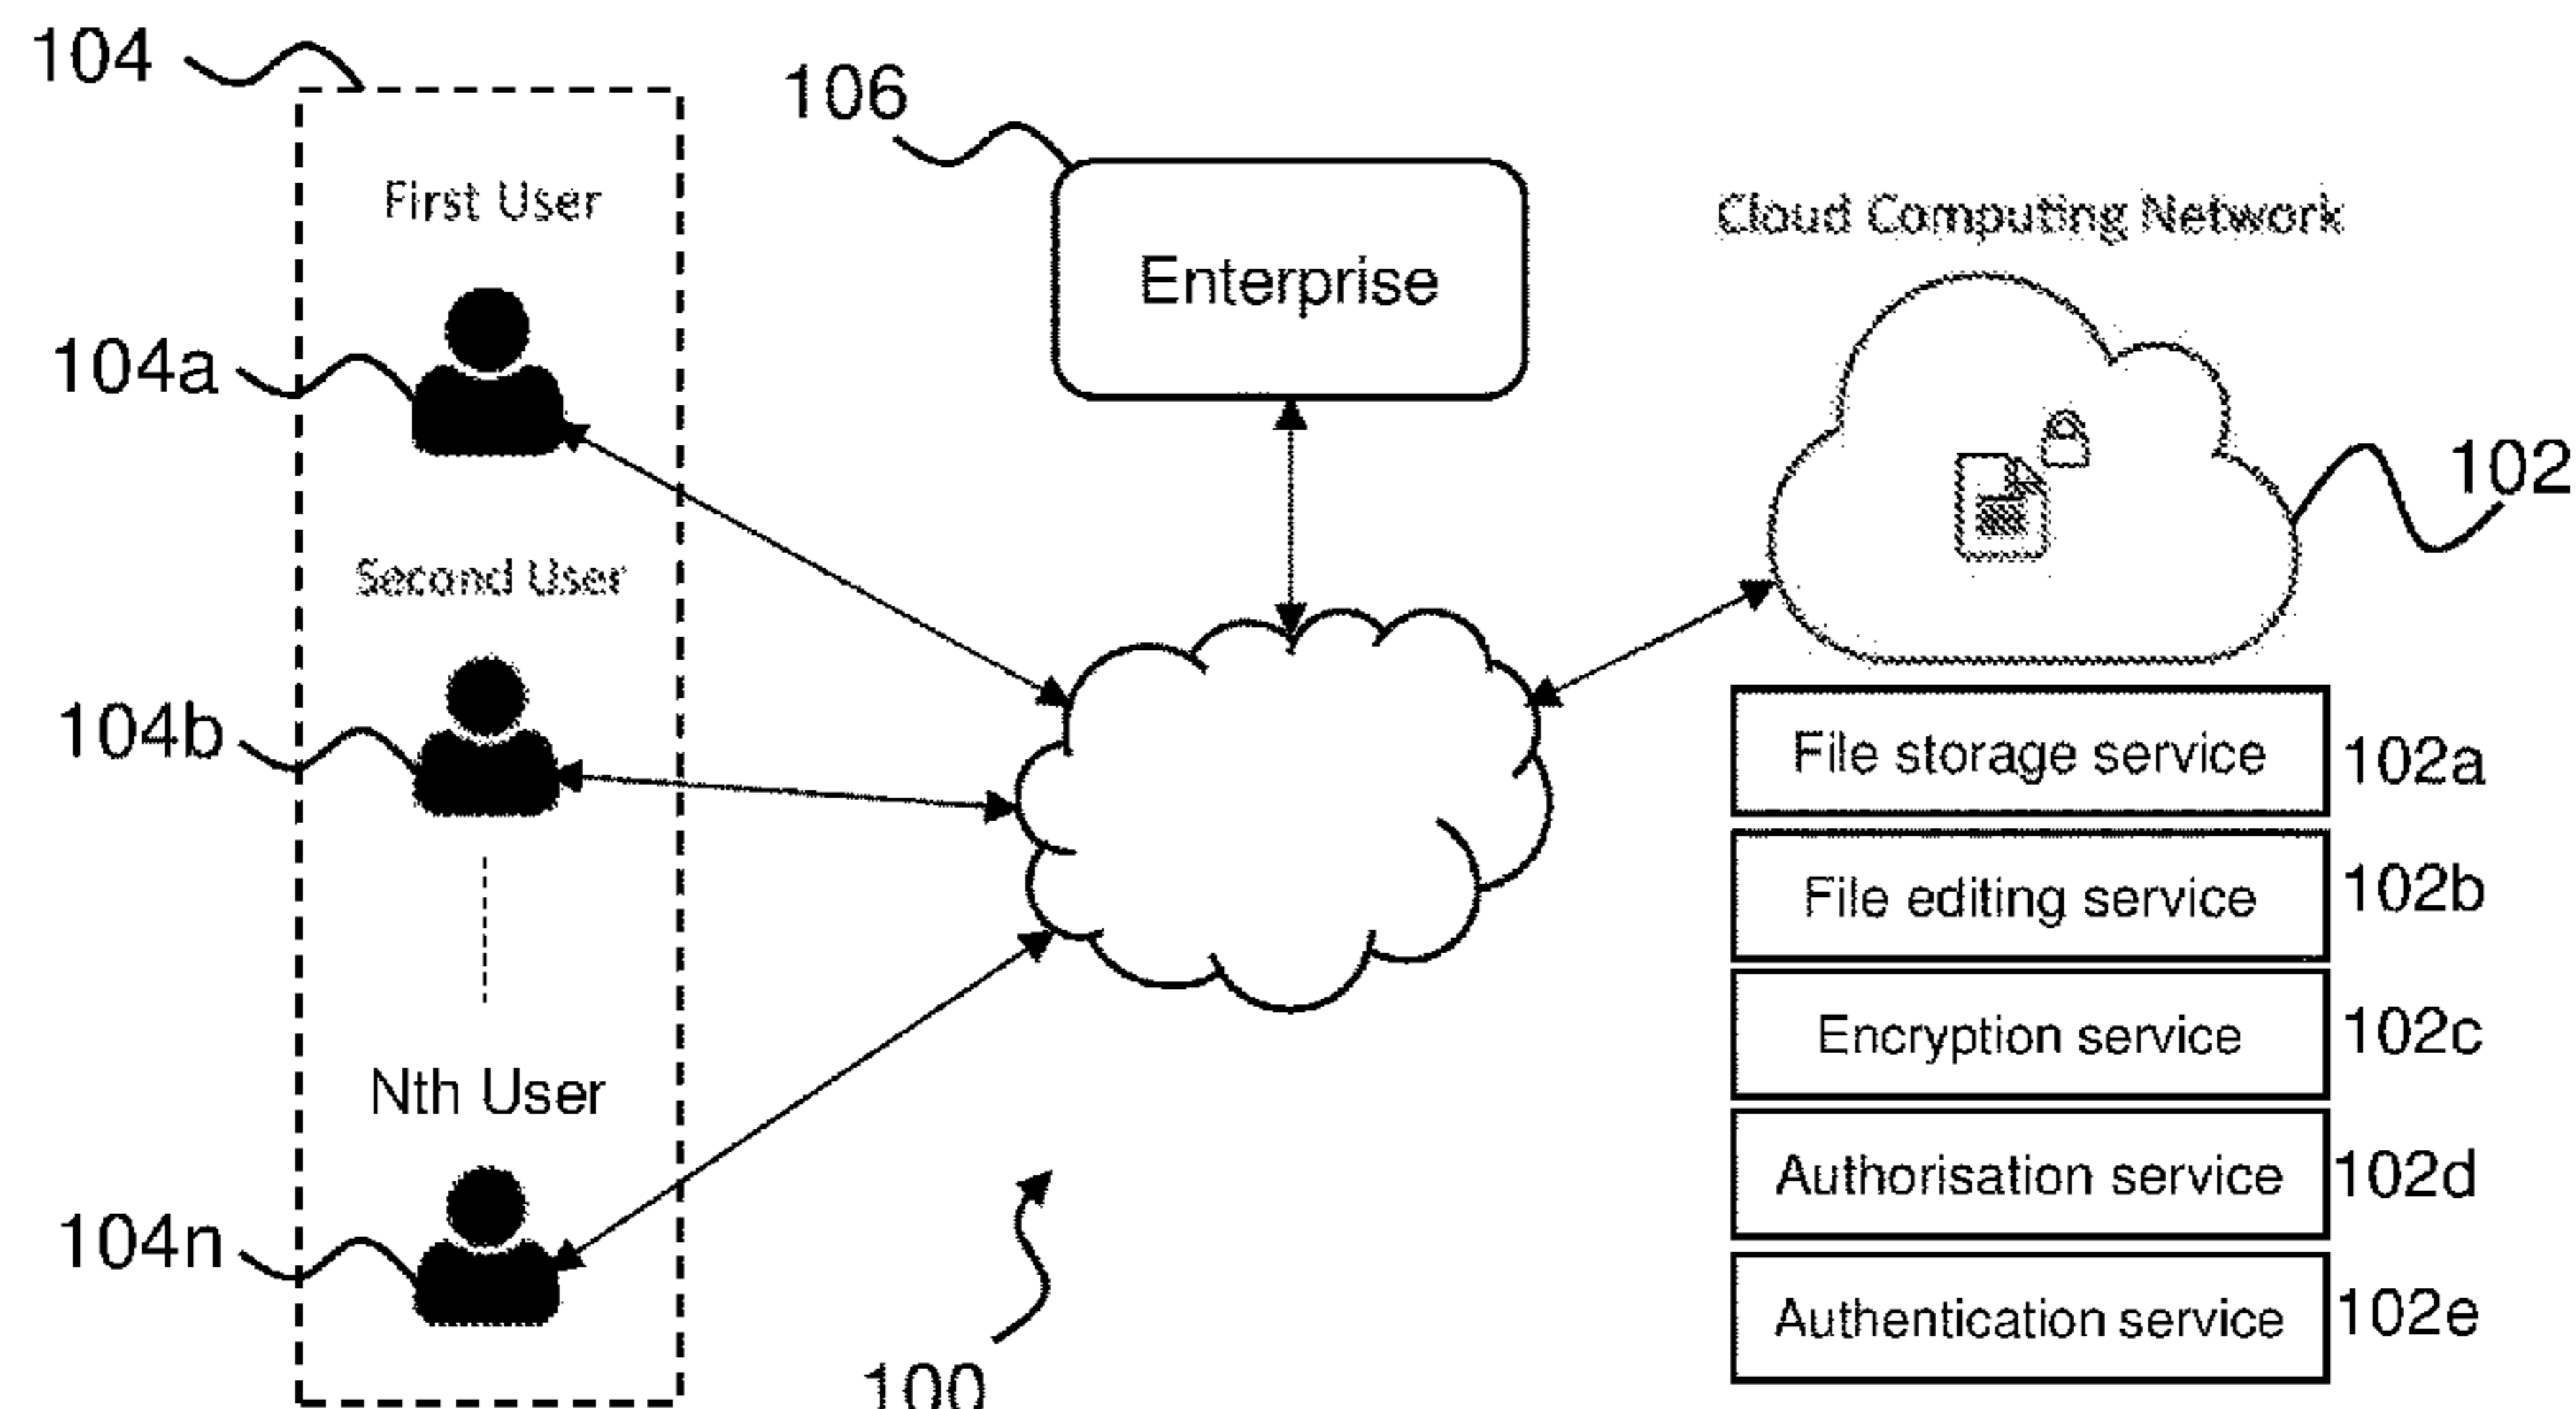 104
106
First User
Cloud Computing Network
Enterprise
104a
102
Second User
104b
File storage service 102a
File editing service 102b
Encryption service 102c
Nth User
Authorisation service 102d
104n
Authentication service 102e
100